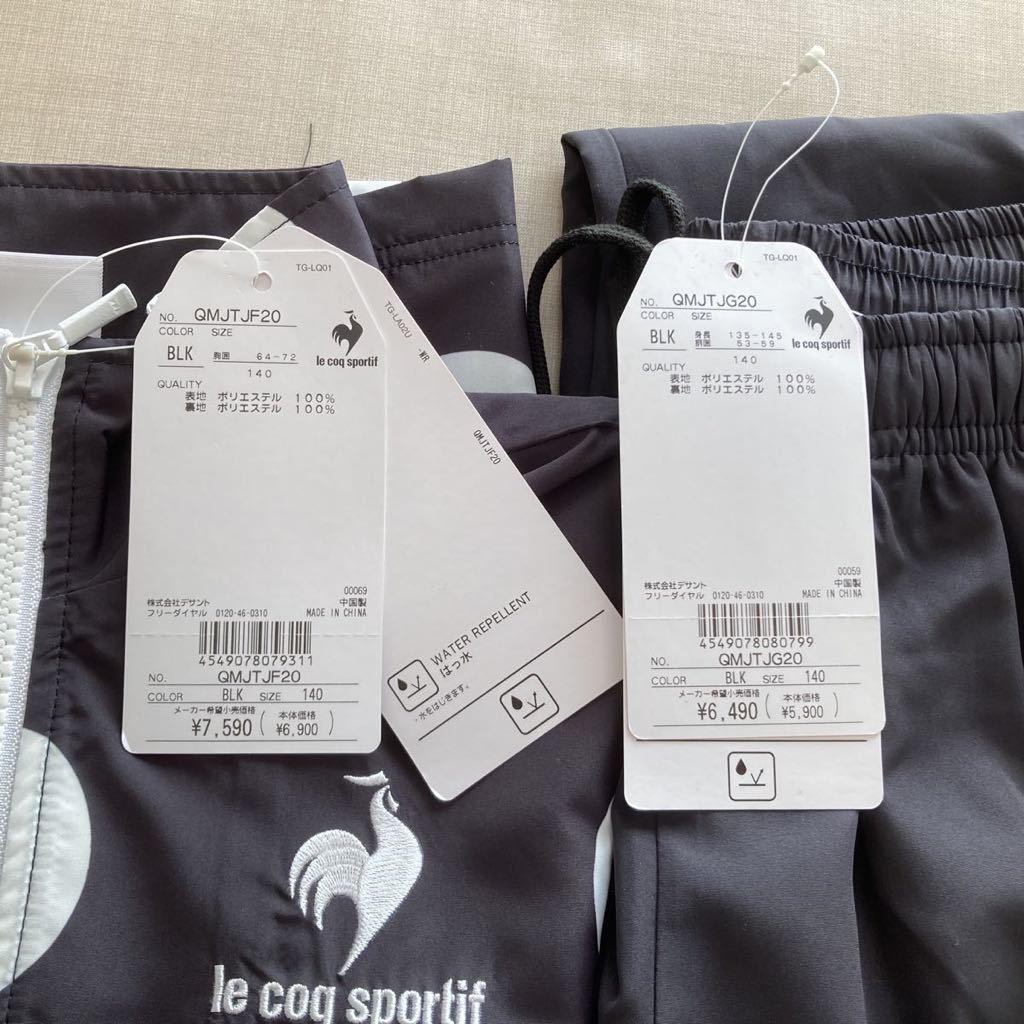 TG-LQ01
NO. QMJTJF20
COLOR SIZE
BLK 胸囲 64-72
140
le coq sportif
QUALITY
表地 ポリエステル 100%
裏地 ポリエステル 100%
00069
株式会社デサント 中国製
フリーダイヤル 0120-46-0310 MADE IN CHINA
4549078079311
NO. QMJTJF20
COLOR BLK SIZE 140
メーカー希望小売価格
¥7,590 (本体価格 ¥6,900)
TG-LA02U -WR
QMJTJF20
WATER REPELLENT
はっ水
・水をはじきます。
TG-LQ01
NO. QMJTJG20
COLOR SIZE
BLK 身長 135-145
胴囲 53-59
140
le coq sportif
QUALITY
表地 ポリエステル 100%
裏地 ポリエステル 100%
00059
株式会社デサント 中国製
フリーダイヤル 0120-46-0310 MADE IN CHINA
4549078080799
NO. QMJTJG20
COLOR BLK SIZE 140
メーカー希望小売価格
¥6,490 (本体価格 ¥5,900)
le coq sportif